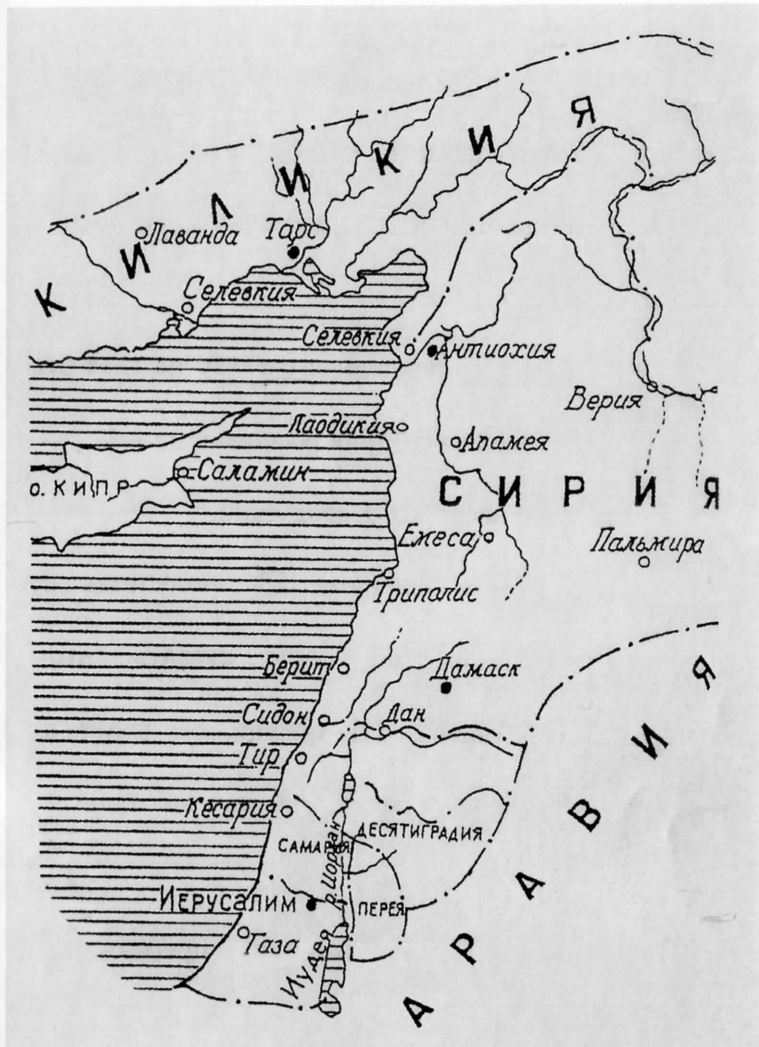 КИЛИКИЯ
Лаванда
Тарс
Селевкия
Селевкия
Антиохия
Верия
Лаодикия
Апамея
Саламин
о. КИПР
СИРИЯ
Емеса
Пальмира
Триполис
Берит
Дамаск
Сидон
Дан
Тир
Кесария
ДЕСЯТИГРАДИЯ
САМАРИЯ
р. Иордан
ИЕРУСАЛИМ
ПЕРЕЯ
Газа
Иудея
АРАВИЯ